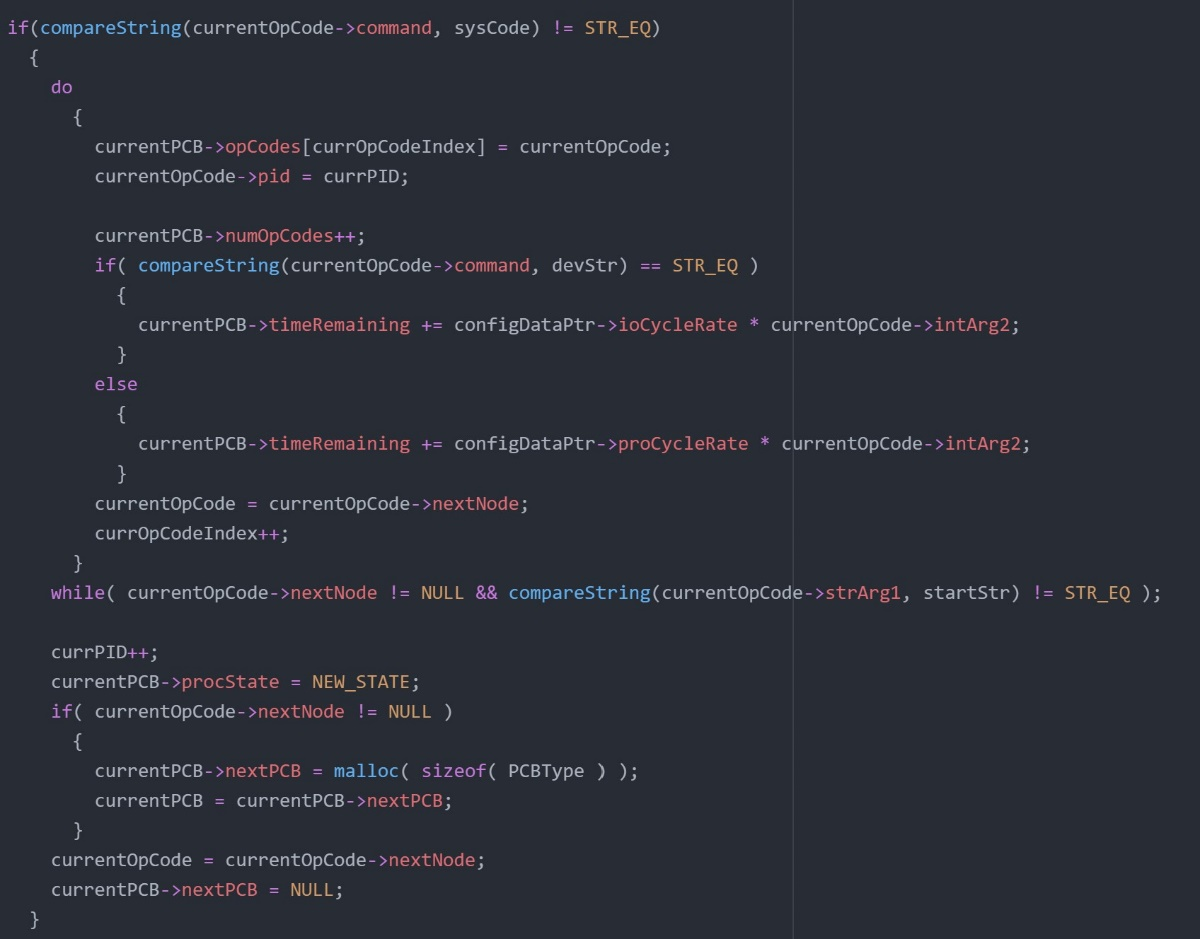 if(compareString(currentOpCode->command, sysCode) != STR_EQ)
{
do
{
currentPCB->opCodes[currOpCodeIndex] = currentOpCode;
currentOpCode->pid = currPID;
currentPCB->numOpCodes++;
if( compareString(currentOpCode->command, devStr) == STR_EQ )
{
currentPCB->timeRemaining += configDataPtr->ioCycleRate * currentOpCode->intArg2;
}
else
{
currentPCB->timeRemaining += configDataPtr->proCycleRate * currentOpCode->intArg2;
}
currentOpCode = currentOpCode->nextNode;
currOpCodeIndex++;
}
while( currentOpCode->nextNode != NULL && compareString(currentOpCode->strArg1, startStr) != STR_EQ );
currPID++;
currentPCB->procState = NEW_STATE;
if( currentOpCode->nextNode != NULL )
{
currentPCB->nextPCB = malloc( sizeof( PCBType ) );
currentPCB = currentPCB->nextPCB;
}
currentOpCode = currentOpCode->nextNode;
currentPCB->nextPCB = NULL;
}